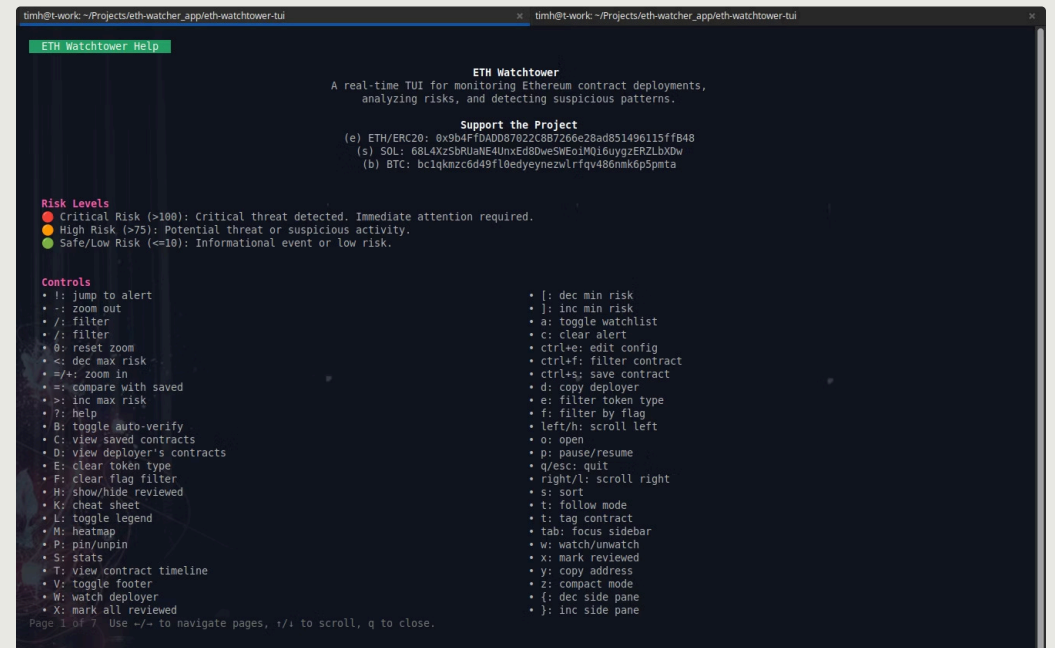 timh@t-work: ~/Projects/eth-watcher_app/eth-watchtower-tui × timh@t-work: ~/Projects/eth-watcher_app/eth-watchtower-tui ×
ETH Watchtower Help
ETH Watchtower
A real-time TUI for monitoring Ethereum contract deployments,
analyzing risks, and detecting suspicious patterns.
Support the Project
(e) ETH/ERC20: 0x9b4FfDADD87022C8B7266e28ad851496115ffB48
(s) SOL: 68L4XzSbRUaNE4UnxEd8DweSWEoiMQi6uygzERZLbXDw
(b) BTC: bc1qkmzc6d49fl0edyeynezwlrfqv486nmk6p5pmta
Risk Levels
🔴 Critical Risk (>100): Critical threat detected. Immediate attention required.
🟠 High Risk (>75): Potential threat or suspicious activity.
🟢 Safe/Low Risk (<=10): Informational event or low risk.
Controls
• !: jump to alert
• -: zoom out
• /: filter
• /: filter
• 0: reset zoom
• <: dec max risk
• =/+: zoom in
• =: compare with saved
• >: inc max risk
• ?: help
• B: toggle auto-verify
• C: view saved contracts
• D: view deployer's contracts
• E: clear token type
• F: clear flag filter
• H: show/hide reviewed
• K: cheat sheet
• L: toggle legend
• M: heatmap
• P: pin/unpin
• S: stats
• T: view contract timeline
• V: toggle footer
• W: watch deployer
• X: mark all reviewed
• [: dec min risk
• ]: inc min risk
• a: toggle watchlist
• c: clear alert
• ctrl+e: edit config
• ctrl+f: filter contract
• ctrl+s: save contract
• d: copy deployer
• e: filter token type
• f: filter by flag
• left/h: scroll left
• o: open
• p: pause/resume
• q/esc: quit
• right/l: scroll right
• s: sort
• t: follow mode
• t: tag contract
• tab: focus sidebar
• w: watch/unwatch
• x: mark reviewed
• y: copy address
• z: compact mode
• {: dec side pane
• }: inc side pane
Page 1 of 7 Use ←/→ to navigate pages, ↑/↓ to scroll, q to close.